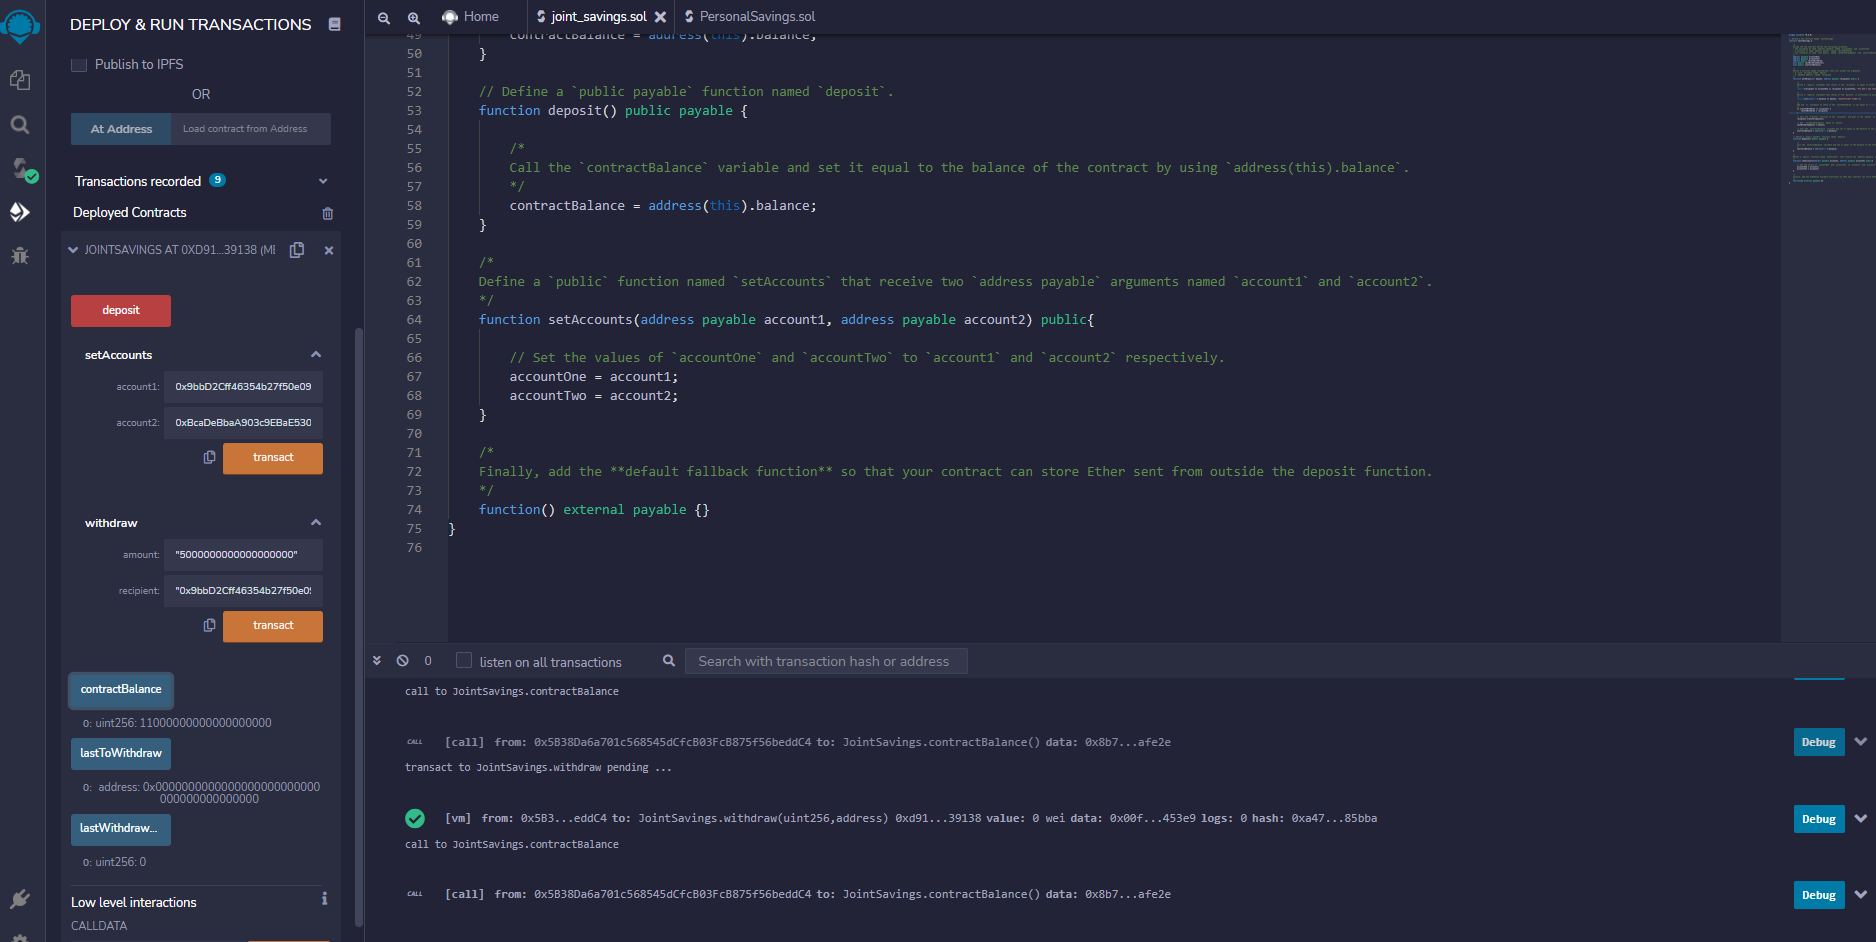 DEPLOY & RUN TRANSACTIONS
Publish to IPFS
OR
At Address
Load contract from Address
Transactions recorded 9
Deployed Contracts
JOINTSAVINGS AT 0XD91...39138 (ME
deposit
setAccounts
account1: 0x9bbD2Cff46354b27f50e09
account2: 0xBcaDeBbaA903c9EBaE530
transact
withdraw
amount: "5000000000000000000"
recipient: "0x9bbD2Cff46354b27f50e09
transact
contractBalance
0: uint256: 11000000000000000000
lastToWithdraw
0: address: 0x0000000000000000000000000
000000000000000
lastWithdraw...
0: uint256: 0
Low level interactions
i
CALLDATA
Home
joint_savings.sol
PersonalSavings.sol
49 contractBalance = address(this).balance;
50 }
51
52 // Define a `public payable` function named `deposit`.
53 function deposit() public payable {
54
55 /*
56 Call the `contractBalance` variable and set it equal to the balance of the contract by using `address(this).balance`.
57 */
58 contractBalance = address(this).balance;
59 }
60
61 /*
62 Define a `public` function named `setAccounts` that receive two `address payable` arguments named `account1` and `account2`.
63 */
64 function setAccounts(address payable account1, address payable account2) public{
65
66 // Set the values of `accountOne` and `accountTwo` to `account1` and `account2` respectively.
67 accountOne = account1;
68 accountTwo = account2;
69 }
70
71 /*
72 Finally, add the **default fallback function** so that your contract can store Ether sent from outside the deposit function.
73 */
74 function() external payable {}
75 }
76
0
listen on all transactions
Search with transaction hash or address
call to JointSavings.contractBalance
CALL [call] from: 0x5B38Da6a701c568545dCfcB03FcB875f56beddC4 to: JointSavings.contractBalance() data: 0x8b7...afe2e
Debug
transact to JointSavings.withdraw pending ...
[vm] from: 0x5B3...eddC4 to: JointSavings.withdraw(uint256,address) 0xd91...39138 value: 0 wei data: 0x00f...453e9 logs: 0 hash: 0xa47...85bba
Debug
call to JointSavings.contractBalance
CALL [call] from: 0x5B38Da6a701c568545dCfcB03FcB875f56beddC4 to: JointSavings.contractBalance() data: 0x8b7...afe2e
Debug